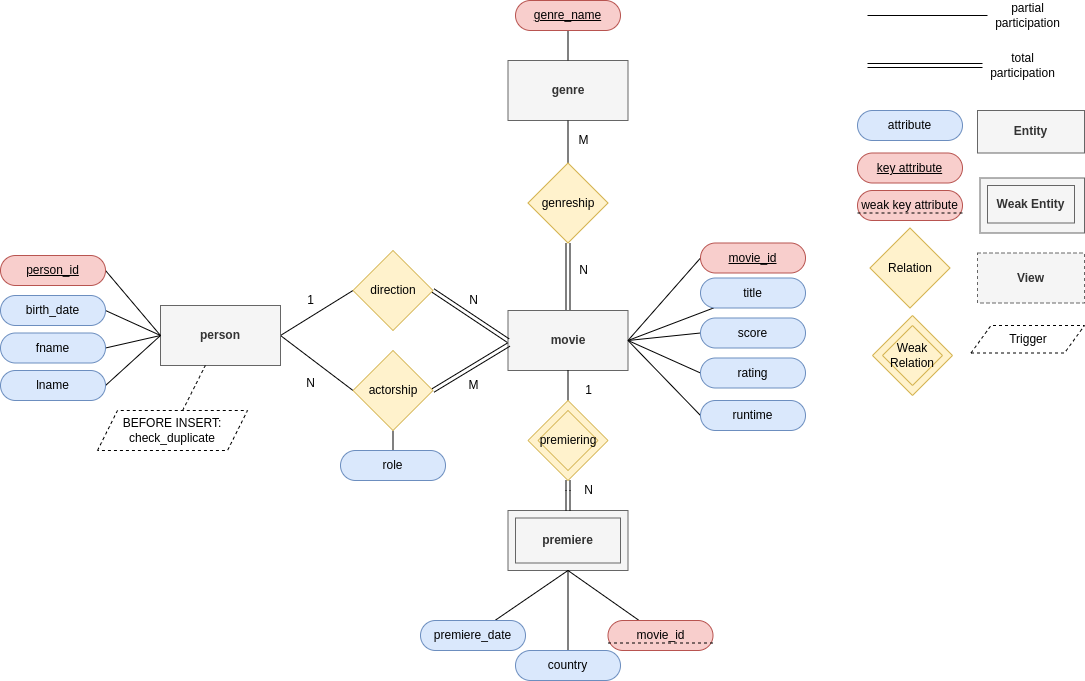 genre_name
genre
M
genreship
N
person_id
birth_date
fname
lname
person
BEFORE INSERT:
check_duplicate
1
N
direction
actorship
role
N
M
movie
movie_id
title
score
rating
runtime
1
premiering
N
premiere
premiere_date
country
movie_id
partial
participation
total
participation
attribute
key attribute
weak key attribute
Relation
Weak
Relation
Entity
Weak Entity
View
Trigger